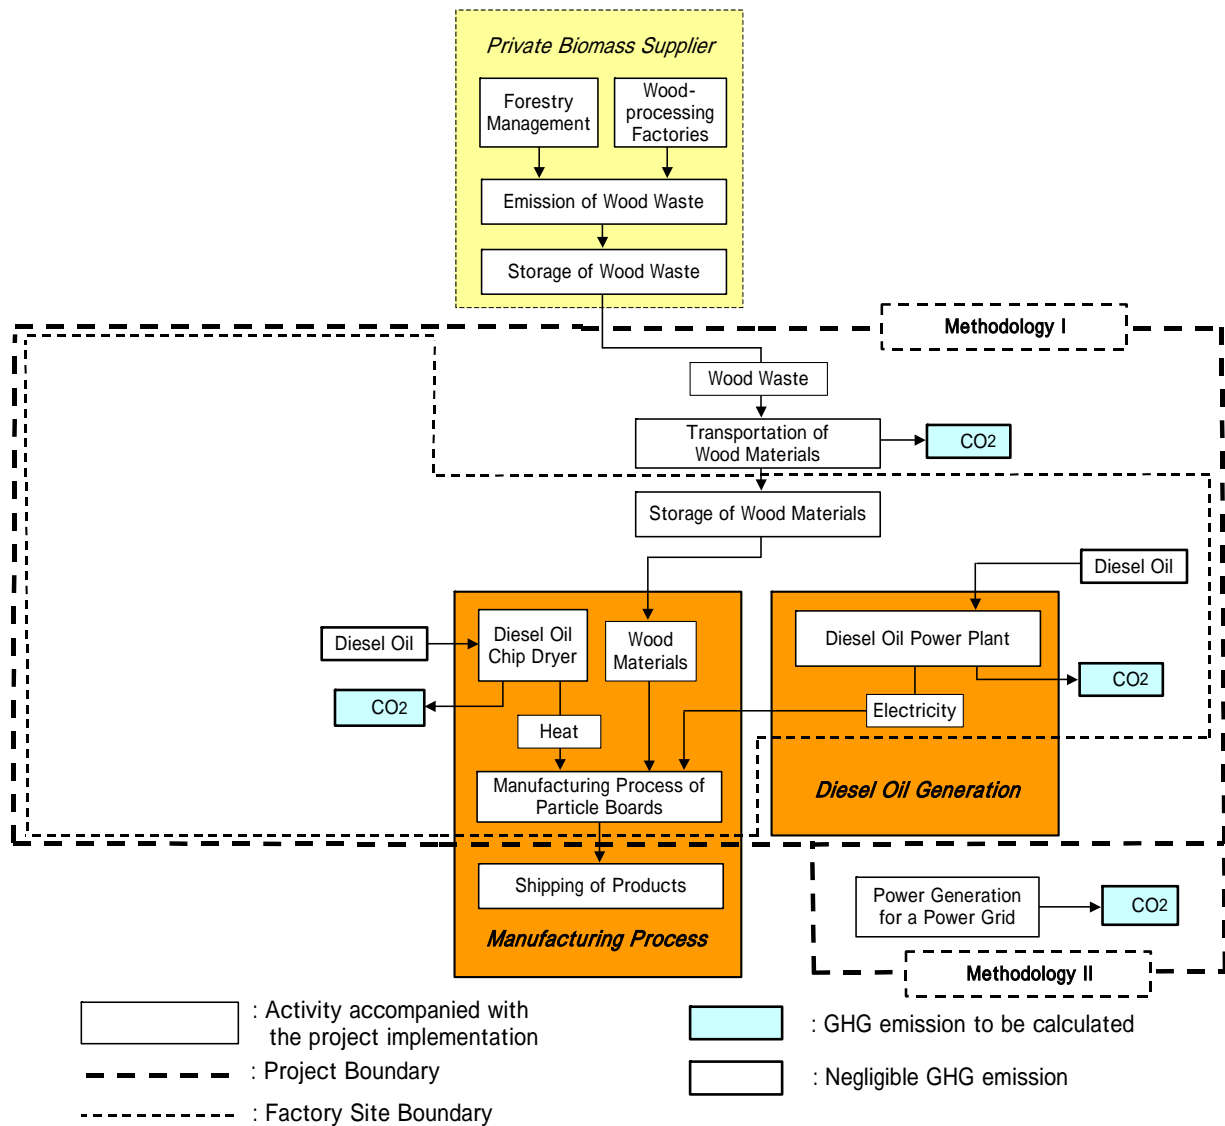 Private Biomass Supplier
Forestry
Management
Wood-
processing
Factories
Emission of Wood Waste
Storage of Wood Waste
Methodology I
Wood Waste
Transportation of
Wood Materials
CO2
Storage of Wood Materials
Diesel Oil
Diesel Oil
Diesel Oil
Chip Dryer
Wood
Materials
Diesel Oil Power Plant
CO2
CO2
Electricity
Heat
Manufacturing Process of
Particle Boards
Diesel Oil Generation
Shipping of Products
Power Generation
for a Power Grid
CO2
Manufacturing Process
Methodology II
: Activity accompanied with
the project implementation
: GHG emission to be calculated
: Project Boundary
: Negligible GHG emission
: Factory Site Boundary